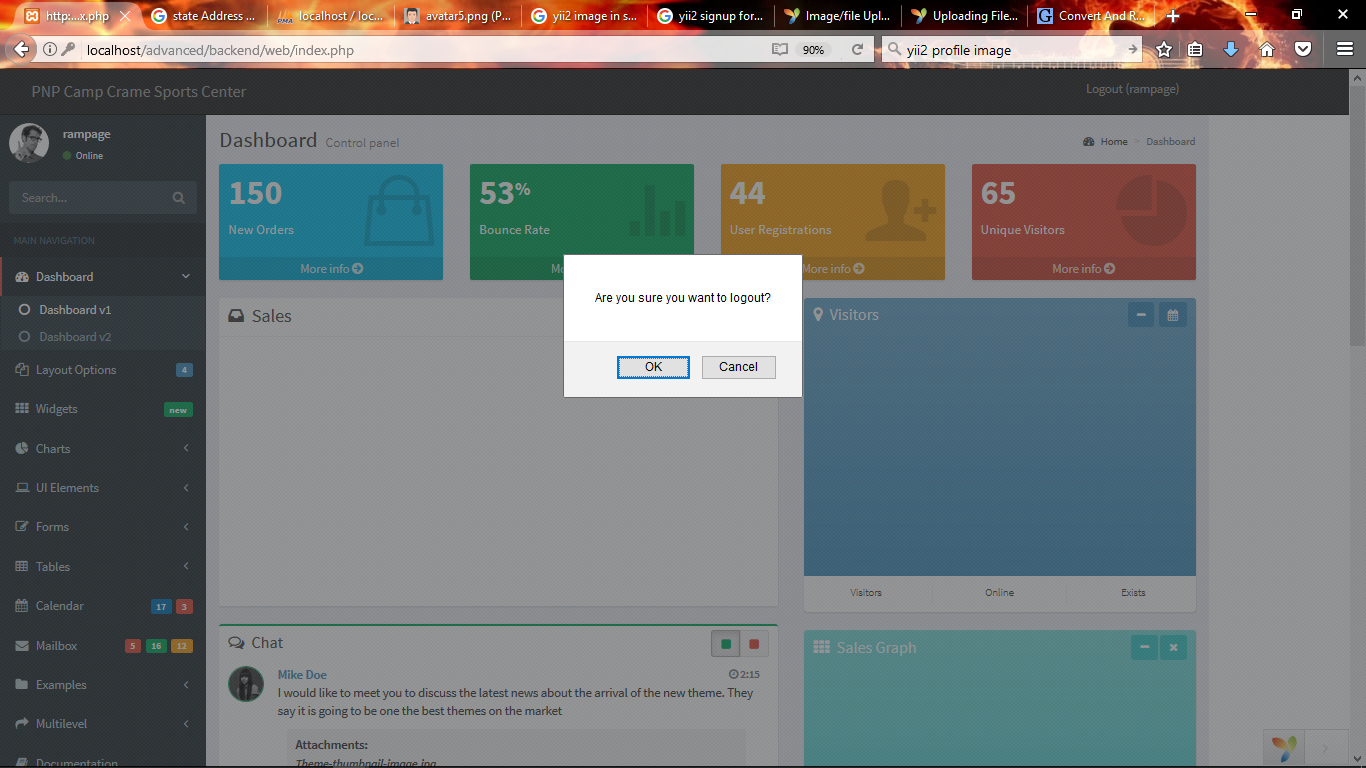 http:...x.php
state Address ...
localhost / loc...
avatar5.png (P...
yii2 image in s...
yii2 signup for...
Image/file Upl...
Uploading File...
Convert And R...
localhost/advanced/backend/web/index.php
90%
yii2 profile image
PNP Camp Crame Sports Center
Logout (rampage)
rampage
Online
Search...
MAIN NAVIGATION
Dashboard
Dashboard v1
Dashboard v2
Layout Options 4
Widgets new
Charts
UI Elements
Forms
Tables
Calendar 17 3
Mailbox 5 16 12
Examples
Multilevel
Documentation
Dashboard Control panel
Home > Dashboard
150
New Orders
More info
53%
Bounce Rate
Mo
44
User Registrations
More info
65
Unique Visitors
More info
Are you sure you want to logout?
OK Cancel
Sales
Visitors
Visitors Online Exists
Chat
Mike Doe 2:15
I would like to meet you to discuss the latest news about the arrival of the new theme. They
say it is going to be one the best themes on the market
Attachments:
Theme-thumbnail-image.jpg
Sales Graph